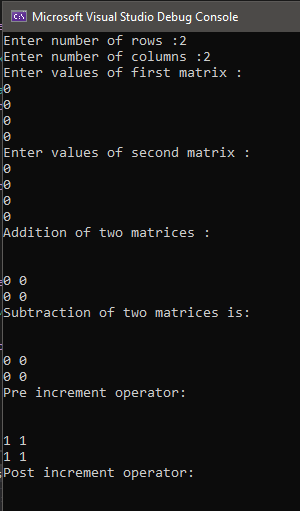 Microsoft Visual Studio Debug Console
Enter number of rows :2
Enter number of columns :2
Enter values of first matrix :
0
0
0
0
Enter values of second matrix :
0
0
0
0
Addition of two matrices :
0 0
0 0
Subtraction of two matrices is:
0 0
0 0
Pre increment operator:
1 1
1 1
Post increment operator: